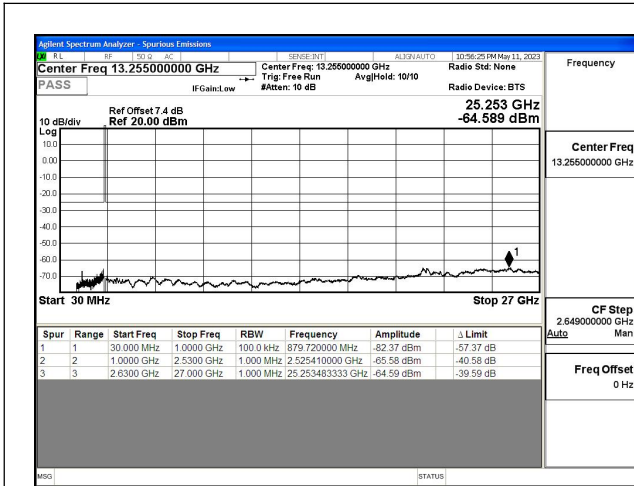 Agilent Spectrum Analyzer - Spurious Emissions
RL RF 50 Ω AC SENSE:INT ALIGN AUTO 10:56:25 PM May 11, 2023
Center Freq 13.255000000 GHz
Center Freq: 13.255000000 GHz
Radio Std: None
Trig: Free Run Avg|Hold: 10/10
PASS
IFGain:Low
#Atten: 10 dB
Radio Device: BTS
Ref Offset 7.4 dB
25.253 GHz
10 dB/div
Ref 20.00 dBm
-64.589 dBm
Log
10.0
0.00
-10.0
-20.0
-30.0
-40.0
-50.0
-60.0
-70.0
1
Start 30 MHz
Stop 27 GHz
Spur Range Start Freq Stop Freq RBW Frequency Amplitude Δ Limit
1 1 30.000 MHz 1.0000 GHz 100.0 kHz 879.720000 MHz -82.37 dBm -57.37 dB
2 2 1.0000 GHz 2.5300 GHz 1.000 MHz 2.525410000 GHz -65.58 dBm -40.58 dB
3 3 2.6300 GHz 27.000 GHz 1.000 MHz 25.253483333 GHz -64.59 dBm -39.59 dB
MSG
STATUS
Frequency
Center Freq
13.255000000 GHz
CF Step
2.649000000 GHz
Auto Man
Freq Offset
0 Hz